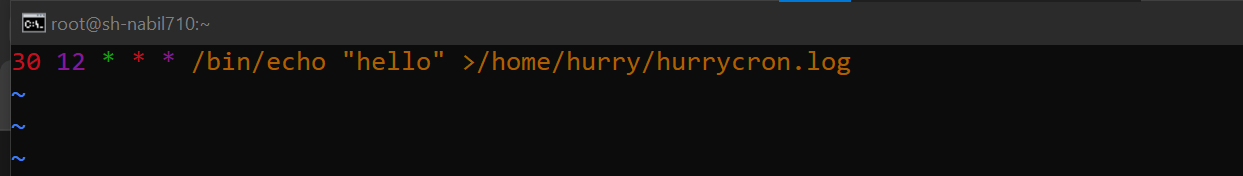 root@sh-nabil710:~
30 12 * * * /bin/echo "hello" >/home/hurry/hurrycron.log
~
~
~